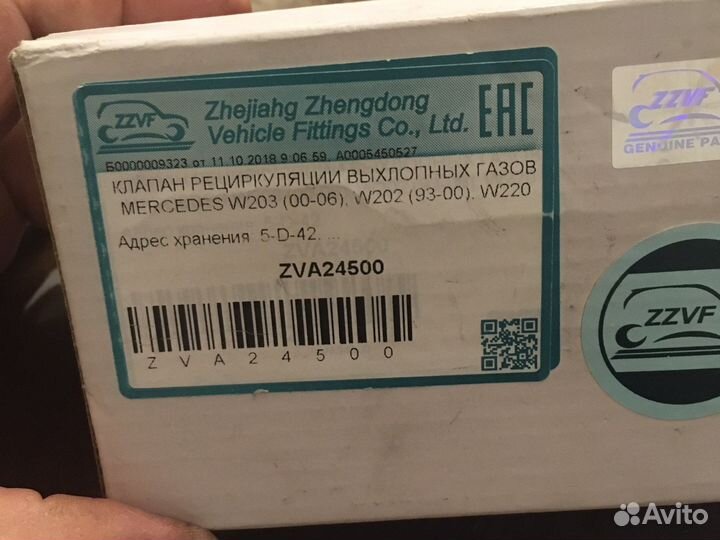 ZZVF
Zhejiahg Zhengdong
Vehicle Fittings Co., Ltd.
EAC
Б0000009323 от 11.10.2018 9:06:59, А0005450527
КЛАПАН РЕЦИРКУЛЯЦИИ ВЫХЛОПНЫХ ГАЗОВ
MERCEDES W203 (00-06), W202 (93-00), W220
Адрес хранения: 5-D-42, ...
ZVA24500
ZVA24500
ZZVF
GENUINE PA
ZZVF
Avito